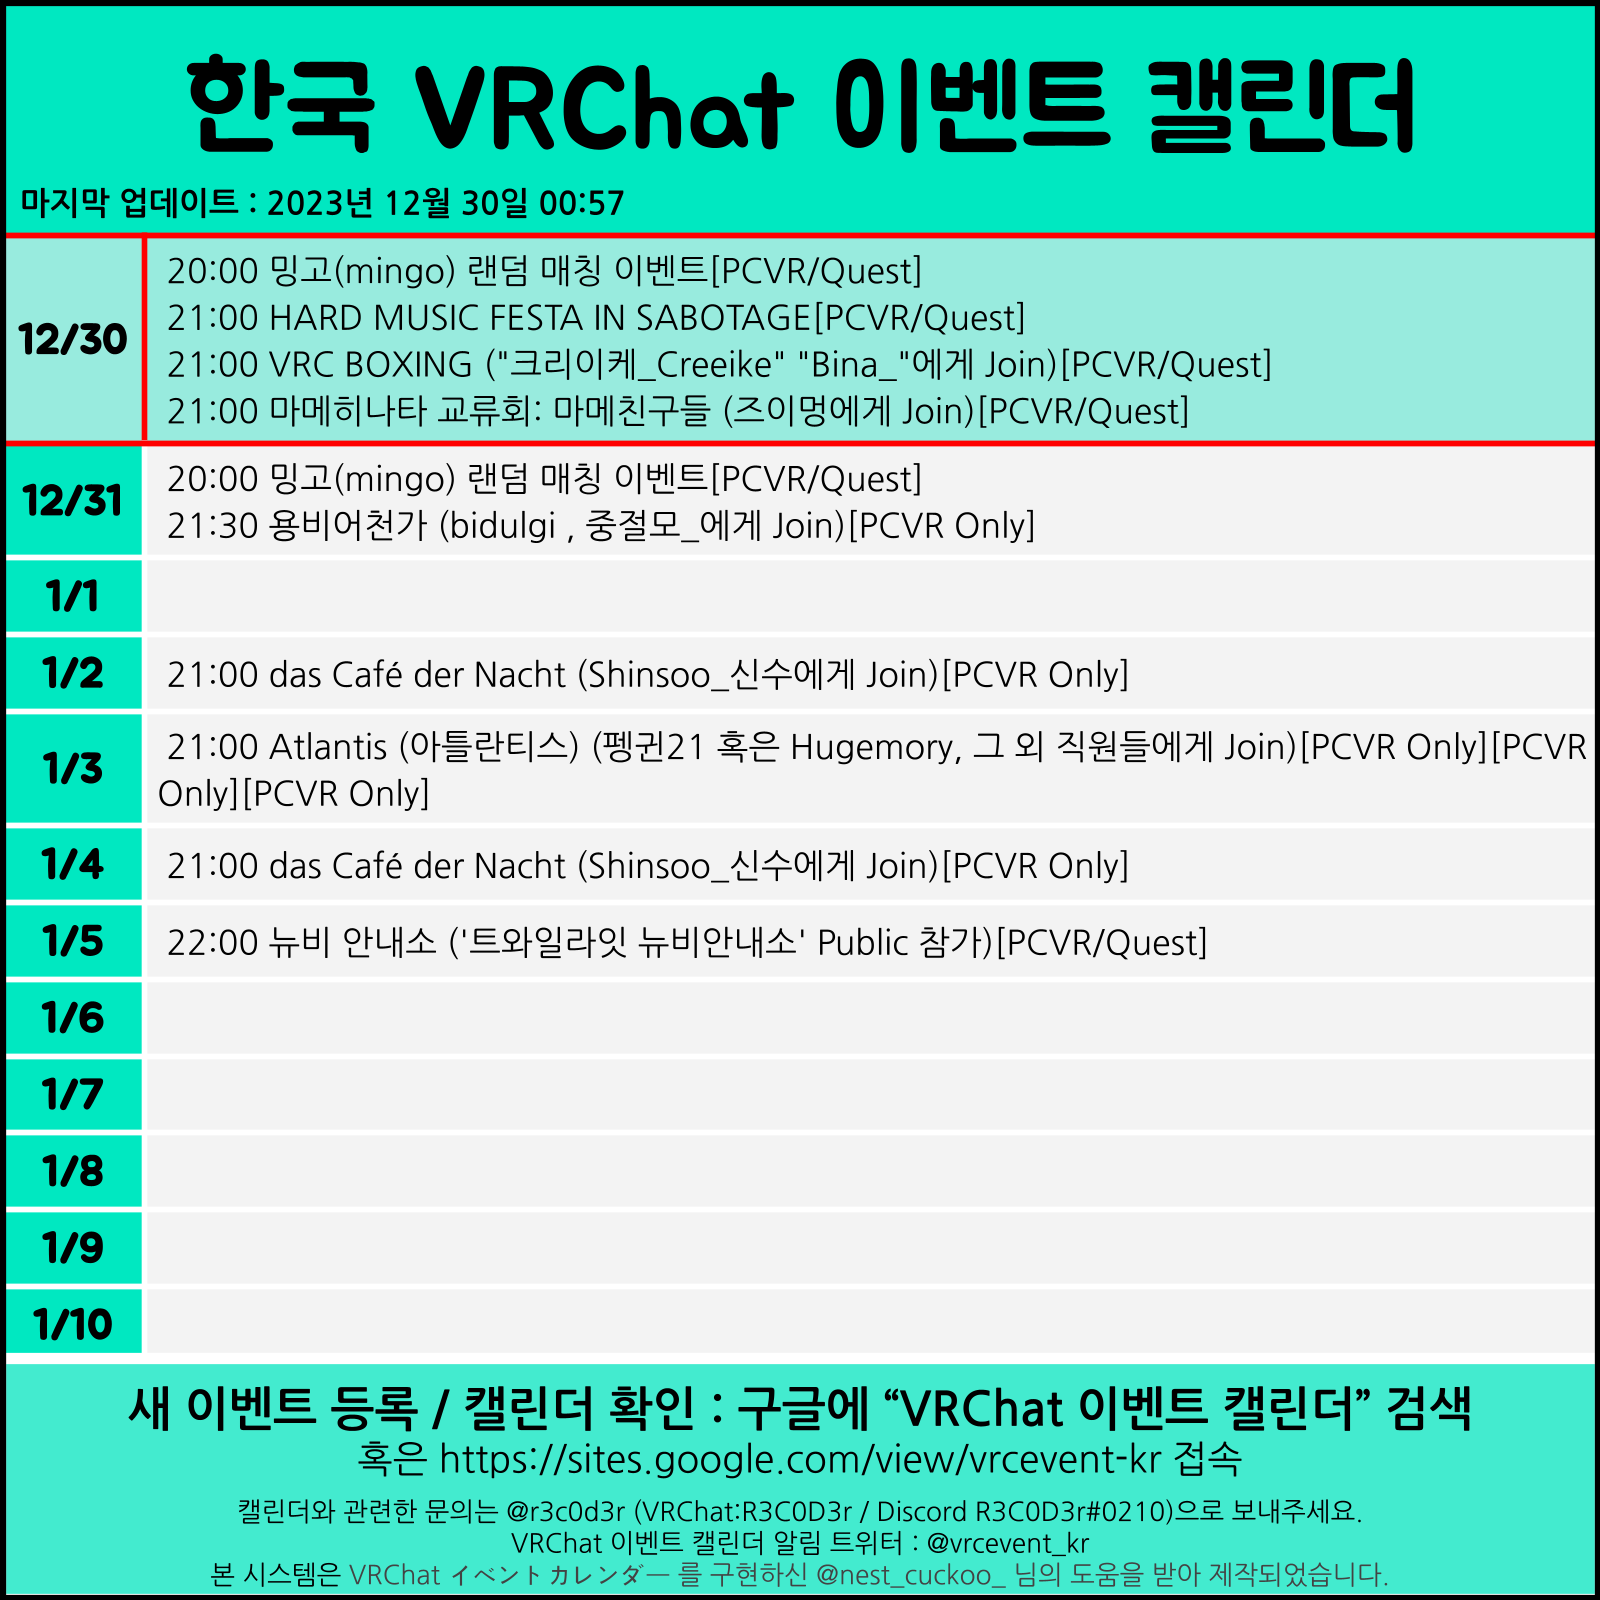 한국 VRChat 이벤트 캘린더
마지막 업데이트 : 2023년 12월 30일 00:57
12/30
20:00 밍고(mingo) 랜덤 매칭 이벤트[PCVR/Quest]
21:00 HARD MUSIC FESTA IN SABOTAGE[PCVR/Quest]
21:00 VRC BOXING ("크리이케_Creeike" "Bina_"에게 Join)[PCVR/Quest]
21:00 마메히나타 교류회: 마메친구들 (즈이멍에게 Join)[PCVR/Quest]
12/31
20:00 밍고(mingo) 랜덤 매칭 이벤트[PCVR/Quest]
21:30 용비어천가 (bidulgi , 중절모_에게 Join)[PCVR Only]
1/1
1/2
21:00 das Café der Nacht (Shinsoo_신수에게 Join)[PCVR Only]
1/3
21:00 Atlantis (아틀란티스) (펭귄21 혹은 Hugemory, 그 외 직원들에게 Join)[PCVR Only][PCVR
Only][PCVR Only]
1/4
21:00 das Café der Nacht (Shinsoo_신수에게 Join)[PCVR Only]
1/5
22:00 뉴비 안내소 ('트와일라잇 뉴비안내소' Public 참가)[PCVR/Quest]
1/6
1/7
1/8
1/9
1/10
새 이벤트 등록 / 캘린더 확인 : 구글에 “VRChat 이벤트 캘린더” 검색
혹은 https://sites.google.com/view/vrcevent-kr 접속
캘린더와 관련한 문의는 @r3c0d3r (VRChat:R3C0D3r / Discord R3C0D3r#0210)으로 보내주세요.
VRChat 이벤트 캘린더 알림 트위터 : @vrcevent_kr
본 시스템은 VRChat イベントカレンダー 를 구현하신 @nest_cuckoo_ 님의 도움을 받아 제작되었습니다.